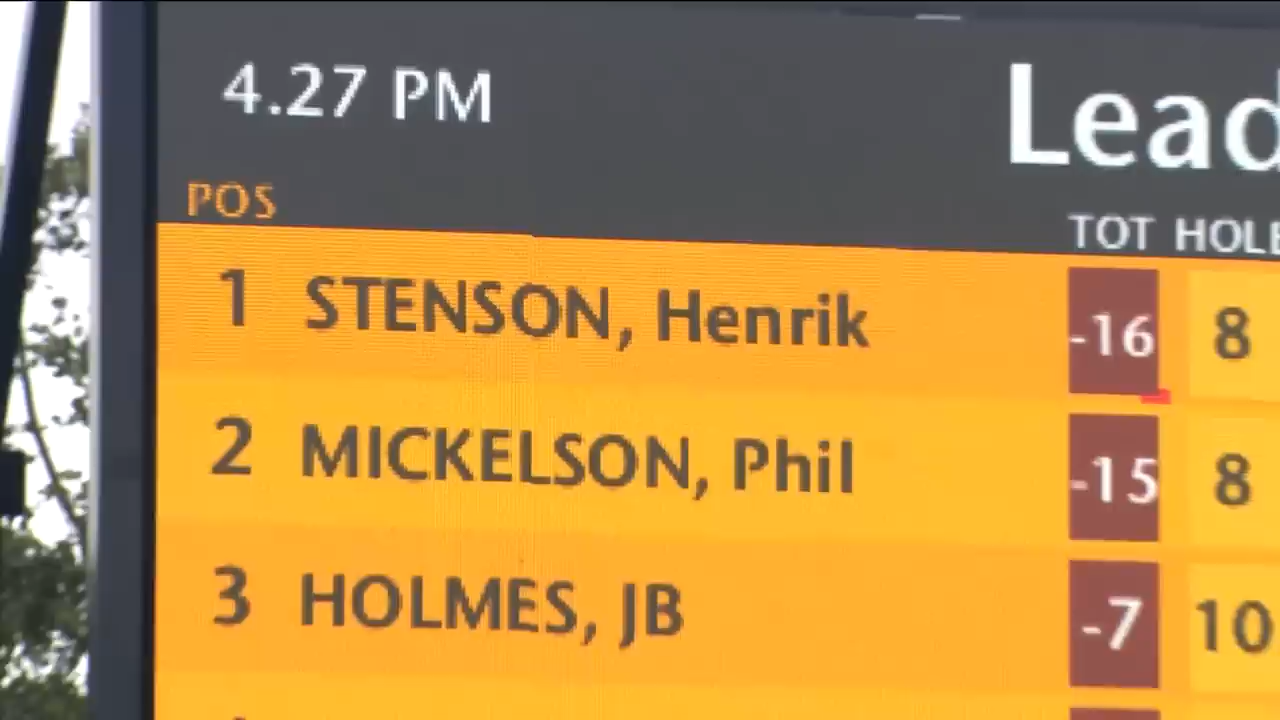 4.27 PM
Lead
POS TOT HOLE
1 STENSON, Henrik -16 8
2 MICKELSON, Phil -15 8
3 HOLMES, JB -7 10